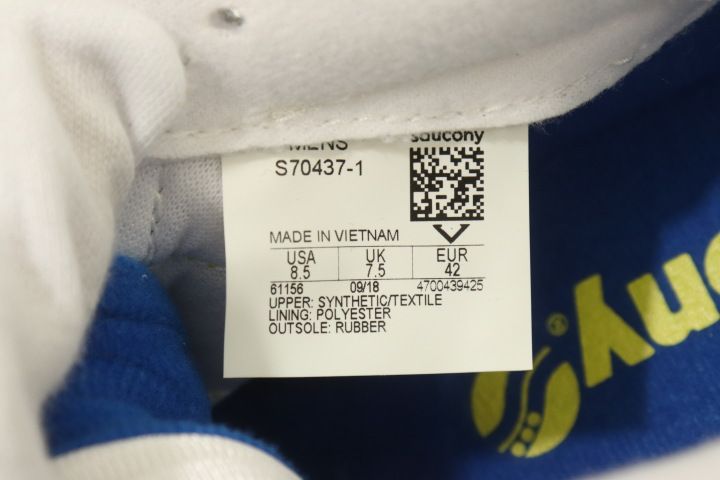 MENS
saucony
S70437-1
MADE IN VIETNAM
USA UK EUR
8.5 7.5 42
61156 09/18 4700439425
UPPER: SYNTHETIC/TEXTILE
LINING: POLYESTER
OUTSOLE: RUBBER
ny
®